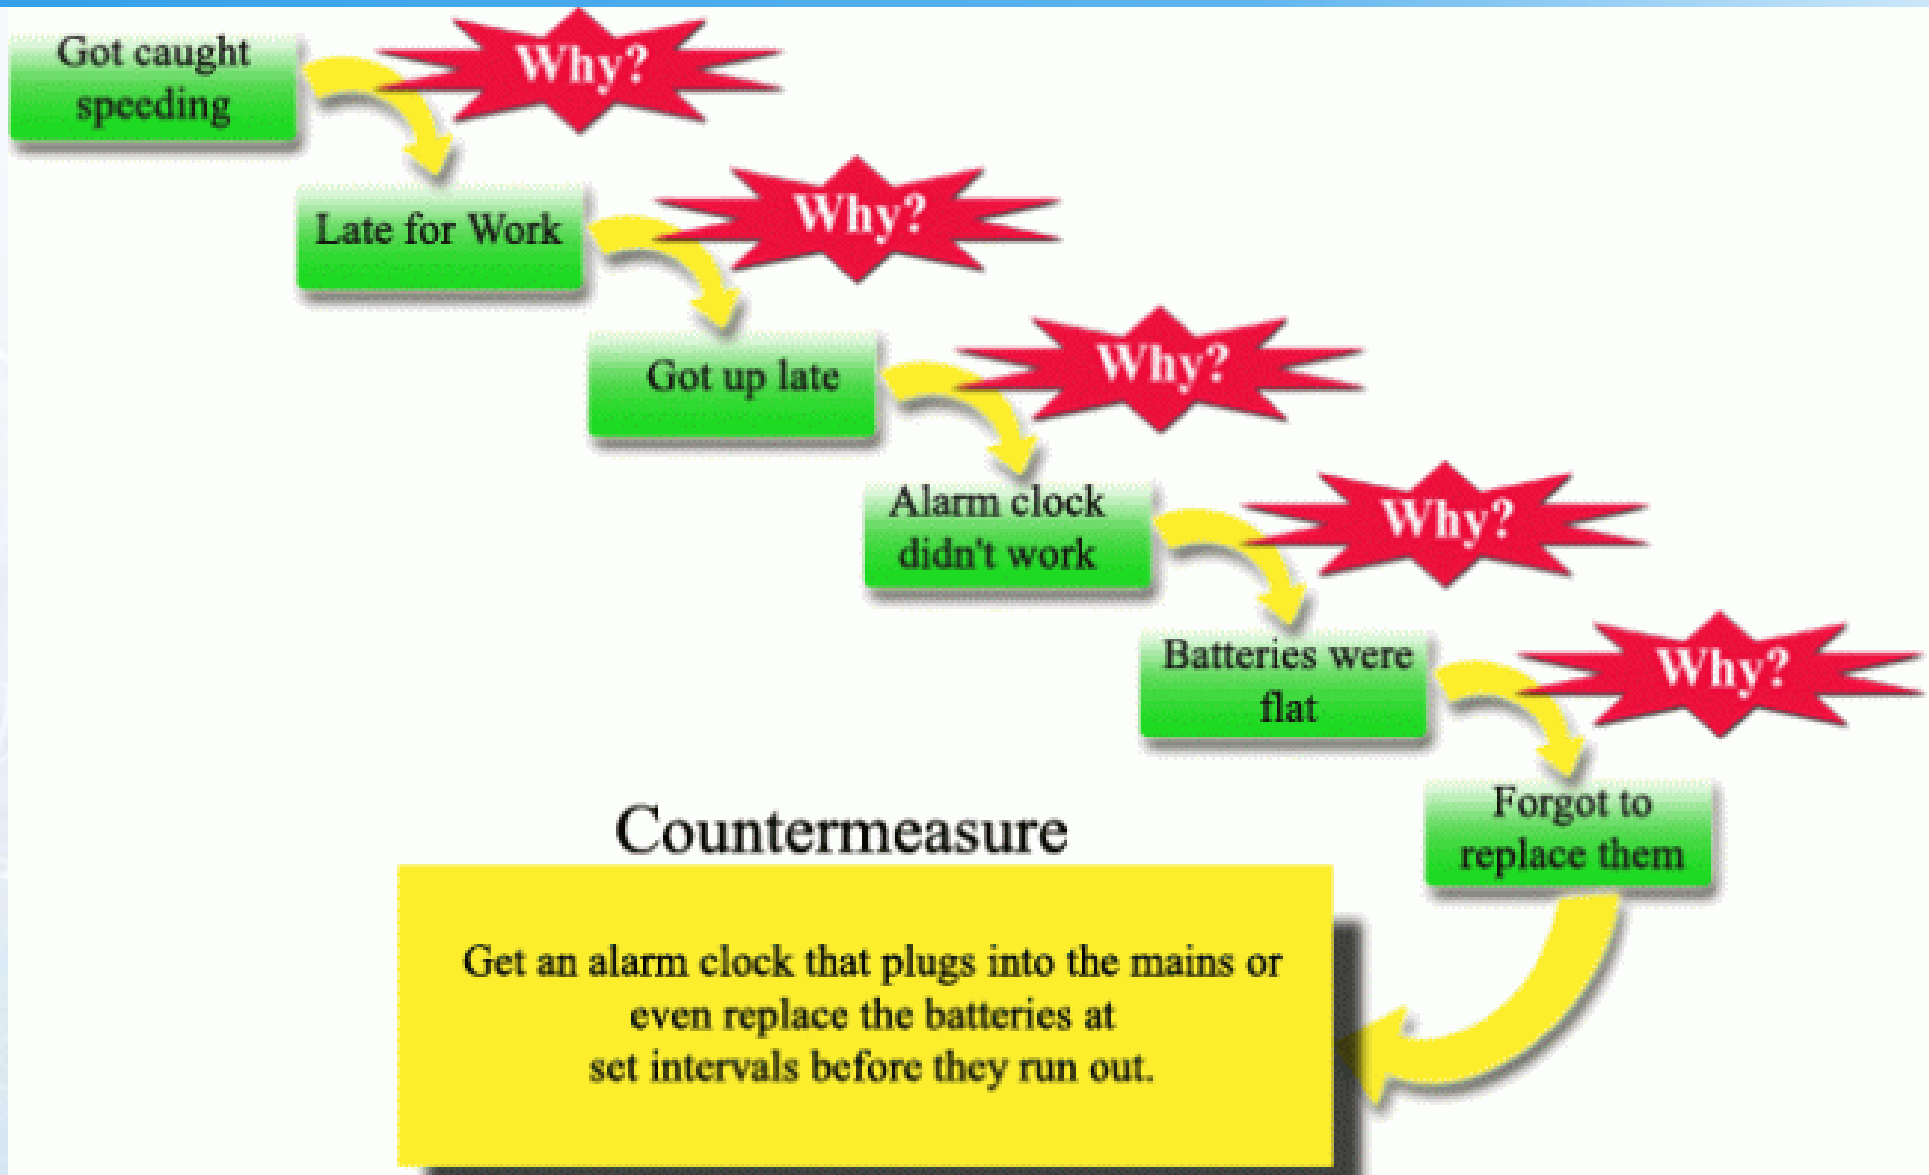 Got caught
speeding
Why?
Late for Work
Why?
Got up late
Why?
Alarm clock
didn't work
Why?
Batteries were
flat
Why?
Forgot to
replace them
Countermeasure
Get an alarm clock that plugs into the mains or
even replace the batteries at
set intervals before they run out.